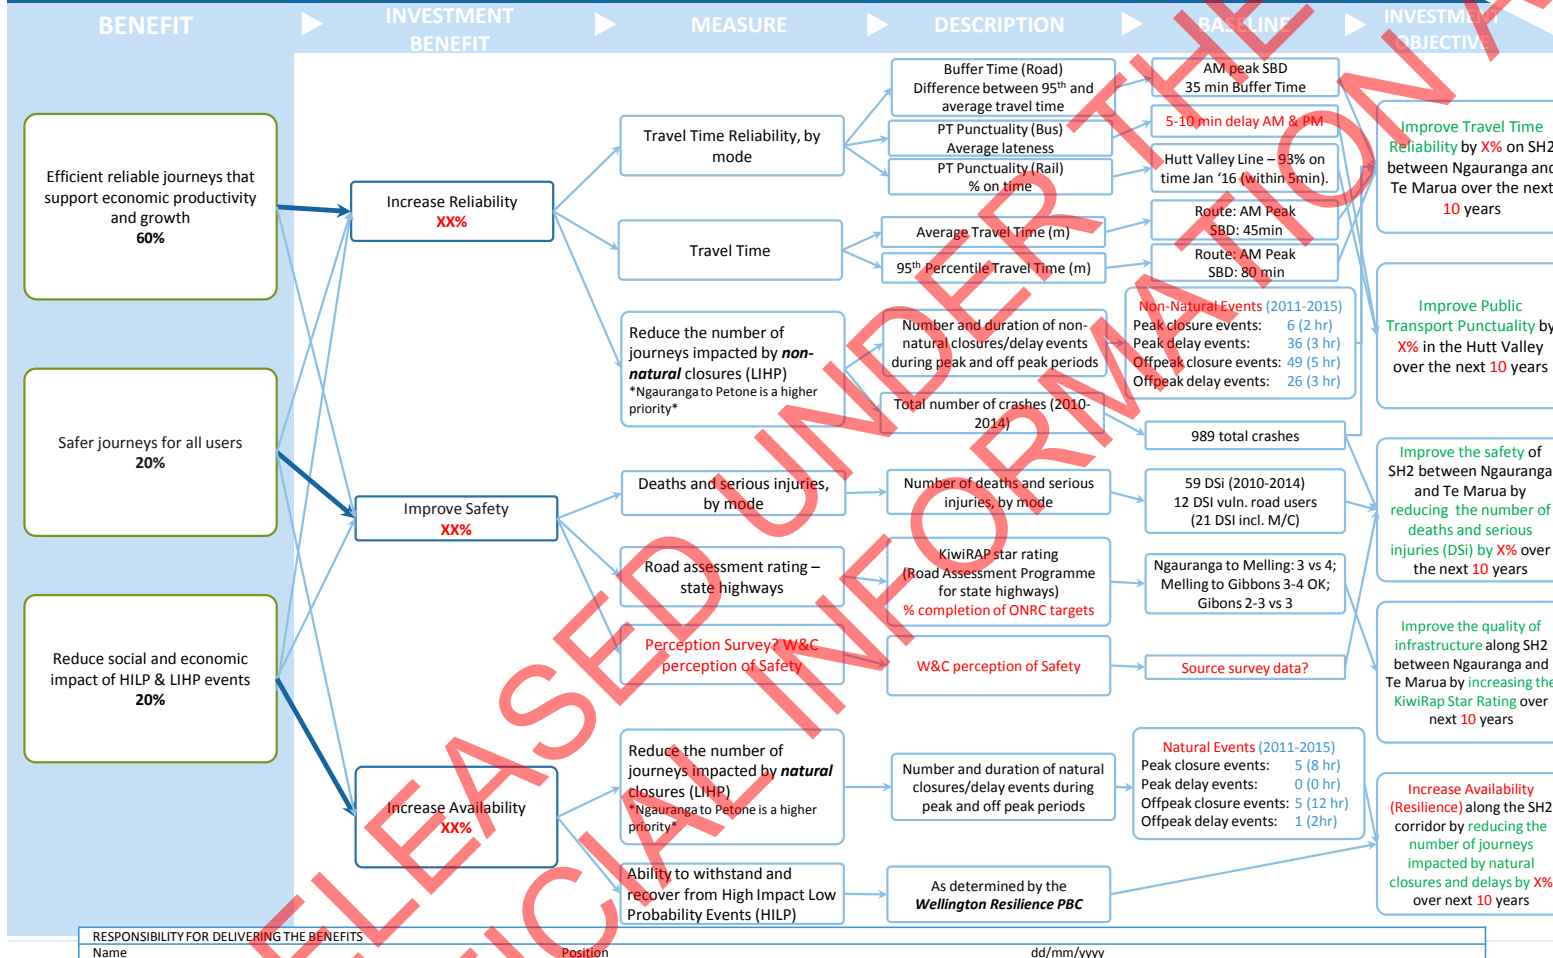 BENEFIT
INVESTMENT
BENEFIT
MEASURE
DESCRIPTION
BASELINE
INVESTMENT
OBJECTIVE
Efficient reliable journeys that
support economic productivity
and growth
60%
Safer journeys for all users
20%
Reduce social and economic
impact of HILP & LIHP events
20%
Increase Reliability
XX%
Improve Safety
XX%
Increase Availability
XX%
Travel Time Reliability, by
mode
Travel Time
Reduce the number of
journeys impacted by non-
natural closures (LIHP)
*Ngauranga to Petone is a higher
priority*
Deaths and serious injuries,
by mode
Road assessment rating –
state highways
Perception Survey? W&C
perception of Safety
Reduce the number of
journeys impacted by natural
closures (LIHP)
*Ngauranga to Petone is a higher
priority*
Ability to withstand and
recover from High Impact Low
Probability Events (HILP)
Buffer Time (Road)
Difference between 95th and
average travel time
PT Punctuality (Bus)
Average lateness
PT Punctuality (Rail)
% on time
Average Travel Time (m)
95th Percentile Travel Time (m)
Number and duration of non-
natural closures/delay events
during peak and off peak periods
Total number of crashes (2010-
2014)
Number of deaths and serious
injuries, by mode
KiwiRAP star rating
(Road Assessment Programme
for state highways)
% completion of ONRC targets
W&C perception of Safety
Number and duration of natural
closures/delay events during
peak and off peak periods
As determined by the
Wellington Resilience PBC
AM peak SBD
35 min Buffer Time
5-10 min delay AM & PM
Hutt Valley Line – 93% on
time Jan ‘16 (within 5min).
Route: AM Peak
SBD: 45min
Route: AM Peak
SBD: 80 min
Non-Natural Events (2011-2015)
Peak closure events: 6 (2 hr)
Peak delay events: 36 (3 hr)
Offpeak closure events: 49 (5 hr)
Offpeak delay events: 26 (3 hr)
989 total crashes
59 DSi (2010-2014)
12 DSI vuln. road users
(21 DSI incl. M/C)
Ngauranga to Melling: 3 vs 4;
Melling to Gibbons 3-4 OK;
Gibons 2-3 vs 3
Source survey data?
Natural Events (2011-2015)
Peak closure events: 5 (8 hr)
Peak delay events: 0 (0 hr)
Offpeak closure events: 5 (12 hr)
Offpeak delay events: 1 (2hr)
Improve Travel Time
Reliability by X% on SH2
between Ngauranga and
Te Marua over the next
10 years
Improve Public
Transport Punctuality by
X% in the Hutt Valley
over the next 10 years
Improve the safety of
SH2 between Ngauranga
and Te Marua by
reducing the number of
deaths and serious
injuries (DSi) by X% over
the next 10 years
Improve the quality of
infrastructure along SH2
between Ngauranga and
Te Marua by increasing the
KiwiRap Star Rating over
next 10 years
Increase Availability
(Resilience) along the SH2
corridor by reducing the
number of journeys
impacted by natural
closures and delays by X%
over next 10 years
RESPONSIBILITY FOR DELIVERING THE BENEFITS
Name Position dd/mm/yyyy
ELEASED UNDER THE
FICIAL INFORMATION A